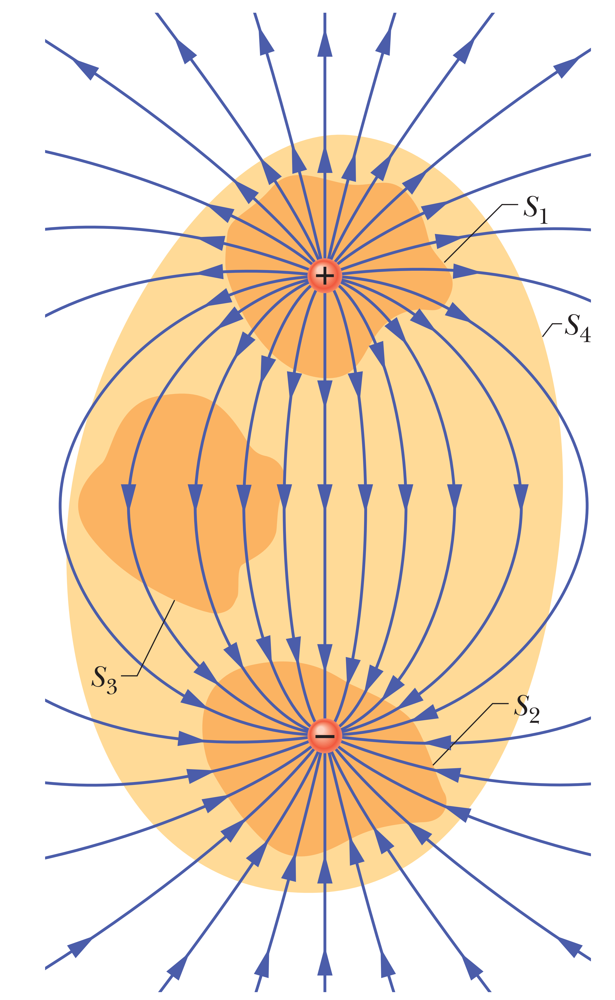 S₁
+
S₄
S₃
S₂
−